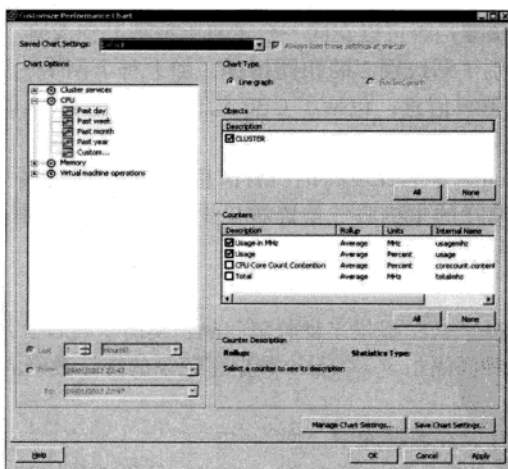 Customize Performance Chart
Saved Chart Settings:
Always load these settings at startup
Chart Options
Cluster services
CPU
Past day
Past week
Past month
Past year
Custom...
Memory
Virtual machine operations
Last
Hour(s)
From
To:
Chart Type
Line graph
Objects
Description
CLUSTER
All
None
Counters
Description
Rollup
Units
Internal Name
Usage in MHz
Average
MHz
usagemhz
Usage
Average
Percent
usage
CPU Core Count Contention
Average
Percent
corecount.content
Total
Average
MHz
totalmhz
All
None
Counter Description
Rollup:
Statistics Type:
Select a counter to see its description
Manage Chart Settings...
Save Chart Settings...
Help
OK
Cancel
Apply